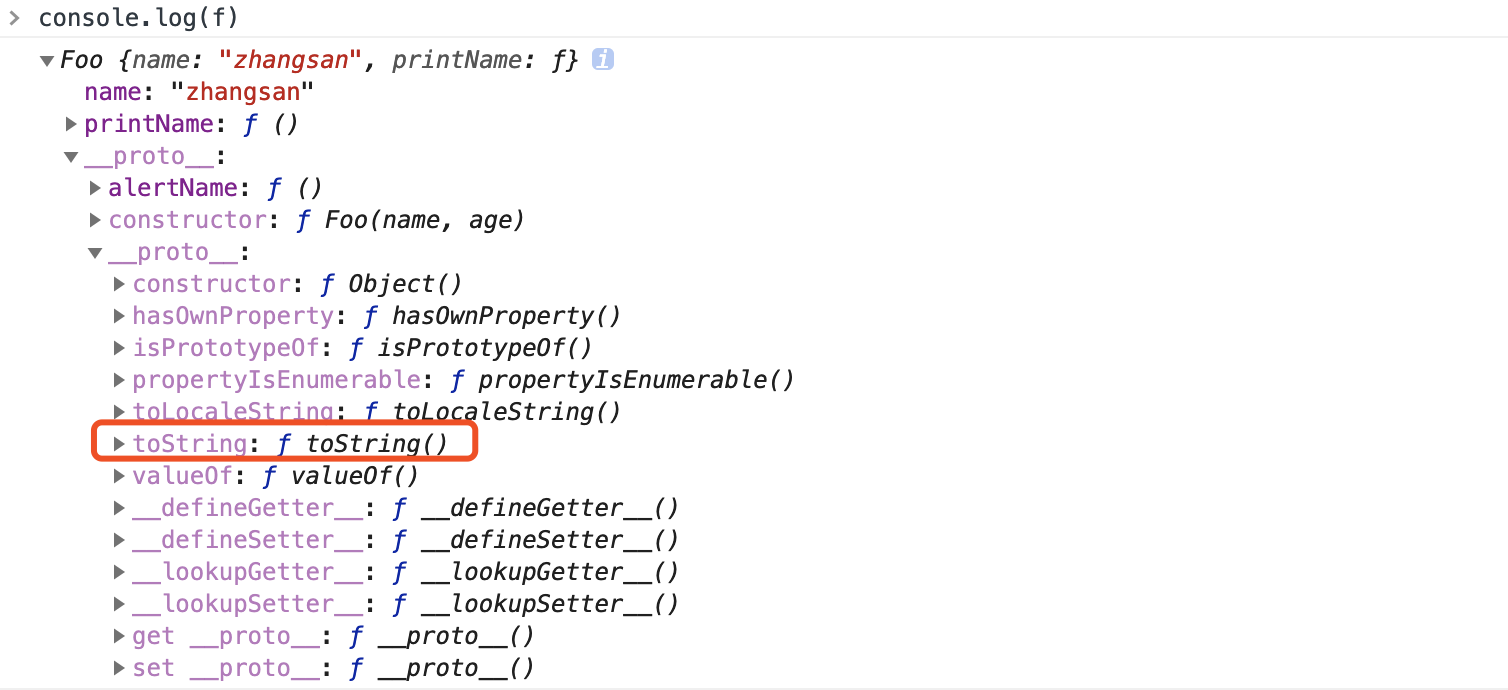 > console.log(f)
▼Foo {name: "zhangsan", printName: ƒ} i
name: "zhangsan"
▶printName: ƒ ()
▼__proto__:
▶alertName: ƒ ()
▶constructor: ƒ Foo(name, age)
▼__proto__:
▶constructor: ƒ Object()
▶hasOwnProperty: ƒ hasOwnProperty()
▶isPrototypeOf: ƒ isPrototypeOf()
▶propertyIsEnumerable: ƒ propertyIsEnumerable()
▶toLocaleString: ƒ toLocaleString()
▶toString: ƒ toString()
▶valueOf: ƒ valueOf()
▶__defineGetter__: ƒ __defineGetter__()
▶__defineSetter__: ƒ __defineSetter__()
▶__lookupGetter__: ƒ __lookupGetter__()
▶__lookupSetter__: ƒ __lookupSetter__()
▶get __proto__: ƒ __proto__()
▶set __proto__: ƒ __proto__()